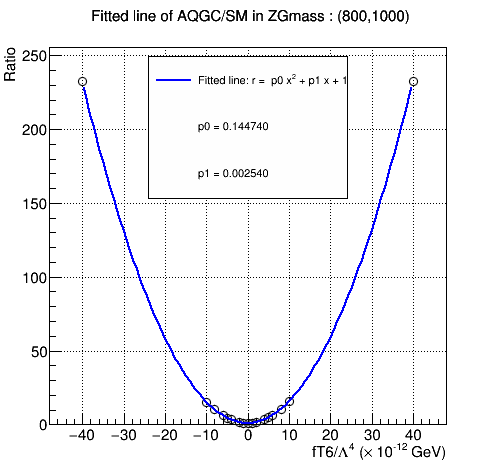 Fitted line of AQGC/SM in ZGmass : (800,1000)
Ratio
250
200
150
100
50
0
Fitted line: r = p0 x² + p1 x + 1
p0 = 0.144740
p1 = 0.002540
−40 −30 −20 −10 0 10 20 30 40
fT6/Λ⁴ (× 10⁻¹² GeV)